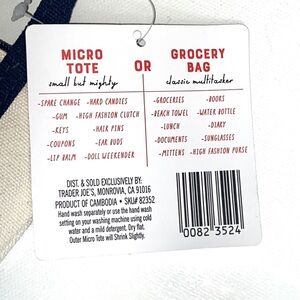 MICRO TOTE
small but mighty
-SPARE CHANGE -HARD CANDIES
-GUM -HIGH FASHION CLUTCH
-KEYS -HAIR PINS
-COUPONS -EAR BUDS
-LIP BALM -DOLL WEEKENDER
OR
GROCERY BAG
classic multitasker
-GROCERIES -BOOKS
-BEACH TOWEL -WATER BOTTLE
-LUNCH -DIARY
-DOCUMENTS -SUNGLASSES
-MITTENS -HIGH FASHION PURSE
DIST. & SOLD EXCLUSIVELY BY:
TRADER JOE'S, MONROVIA, CA 91016
PRODUCT OF CAMBODIA • SKU# 82352
Hand wash separately or use the hand wash
setting on your washing machine using cold
water and a mild detergent. Dry flat.
Outer Micro Tote will Shrink Slightly.
0082 3524